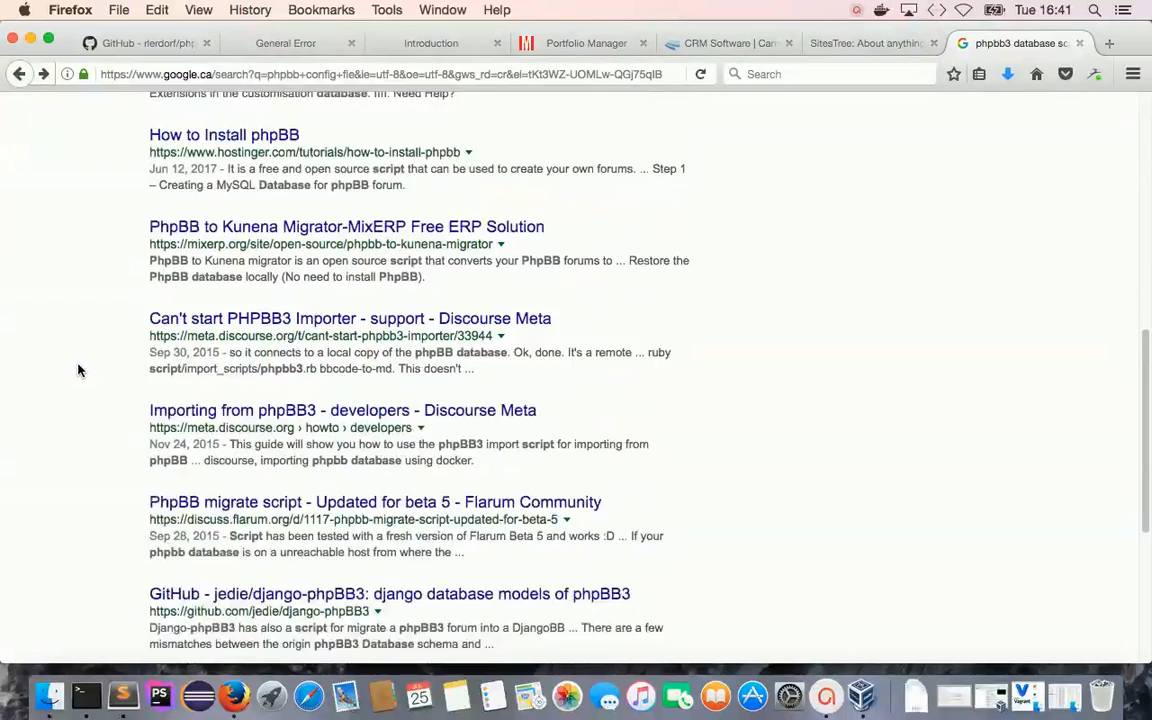 Firefox File Edit View History Bookmarks Tools Window Help Tue 16:41
GitHub - rlerdorf/php General Error Introduction Portfolio Manager CRM Software | Cam SitesTree: About anything phpbb3 database sc
https://www.google.ca/search?q=phpbb+config+fie&ie=utf-8&oe=utf-8&gws_rd=cr&ei=tKt3WZ-UOMLw-QGj75qIB Search
Extensions in the customisation database. !!!!. Need Help?
How to Install phpBB
https://www.hostinger.com/tutorials/how-to-install-phpbb
Jun 12, 2017 - It is a free and open source script that can be used to create your own forums. ... Step 1
– Creating a MySQL Database for phpBB forum.
PhpBB to Kunena Migrator-MixERP Free ERP Solution
https://mixerp.org/site/open-source/phpbb-to-kunena-migrator
PhpBB to Kunena migrator is an open source script that converts your PhpBB forums to ... Restore the
PhpBB database locally (No need to install PhpBB).
Can't start PHPBB3 Importer - support - Discourse Meta
https://meta.discourse.org/t/cant-start-phpbb3-importer/33944
Sep 30, 2015 - so it connects to a local copy of the phpBB database. Ok, done. It's a remote ... ruby
script/import_scripts/phpbb3.rb bbcode-to-md. This doesn't ...
Importing from phpBB3 - developers - Discourse Meta
https://meta.discourse.org › howto › developers
Nov 24, 2015 - This guide will show you how to use the phpBB3 import script for importing from
phpBB ... discourse, importing phpbb database using docker.
PhpBB migrate script - Updated for beta 5 - Flarum Community
https://discuss.flarum.org/d/1117-phpbb-migrate-script-updated-for-beta-5
Sep 28, 2015 - Script has been tested with a fresh version of Flarum Beta 5 and works :D ... If your
phpbb database is on a unreachable host from where the ...
GitHub - jedie/django-phpBB3: django database models of phpBB3
https://github.com/jedie/django-phpBB3
Django-phpBB3 has also a script for migrate a phpBB3 forum into a DjangoBB ... There are a few
mismatches between the origin phpBB3 Database schema and ...
PS 25 Vagrant